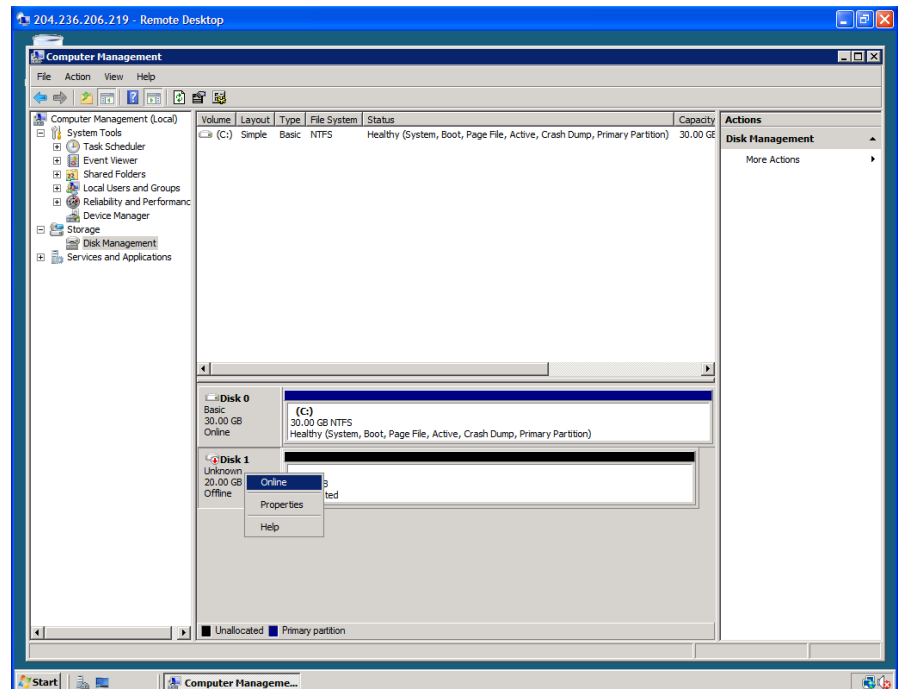 204.236.206.219 - Remote Desktop
Computer Management
File Action View Help
Computer Management (Local)
System Tools
Task Scheduler
Event Viewer
Shared Folders
Local Users and Groups
Reliability and Performanc
Device Manager
Storage
Disk Management
Services and Applications
Volume Layout Type File System Status Capacity
(C:) Simple Basic NTFS Healthy (System, Boot, Page File, Active, Crash Dump, Primary Partition) 30.00 GB
Actions
Disk Management
More Actions
Disk 0
Basic
30.00 GB
Online
(C:)
30.00 GB NTFS
Healthy (System, Boot, Page File, Active, Crash Dump, Primary Partition)
Disk 1
Unknown
20.00 GB
Offline
Online
Properties
Help
ted
Unallocated Primary partition
Start
Computer Manageme...